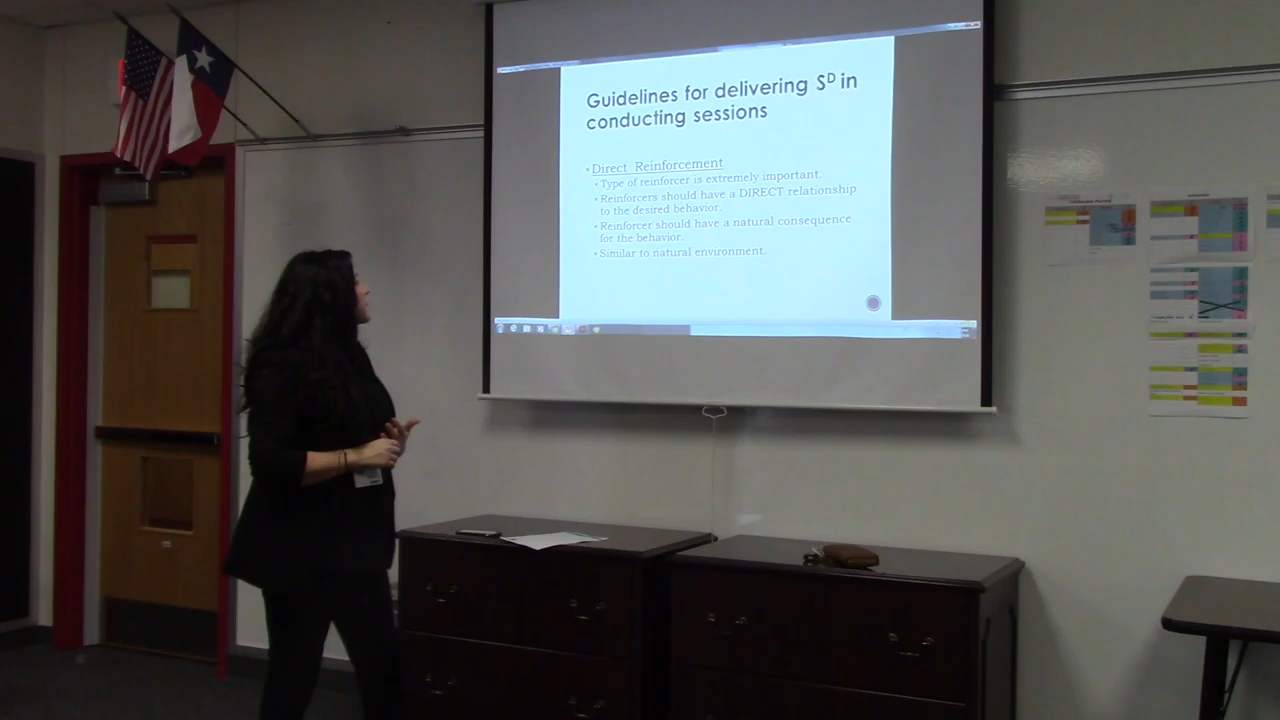 Guidelines for delivering Sᴰ in
conducting sessions
Direct Reinforcement
Type of reinforcer is extremely important.
Reinforcers should have a DIRECT relationship
to the desired behavior.
Reinforcer should have a natural consequence
for the behavior.
Similar to natural environment.